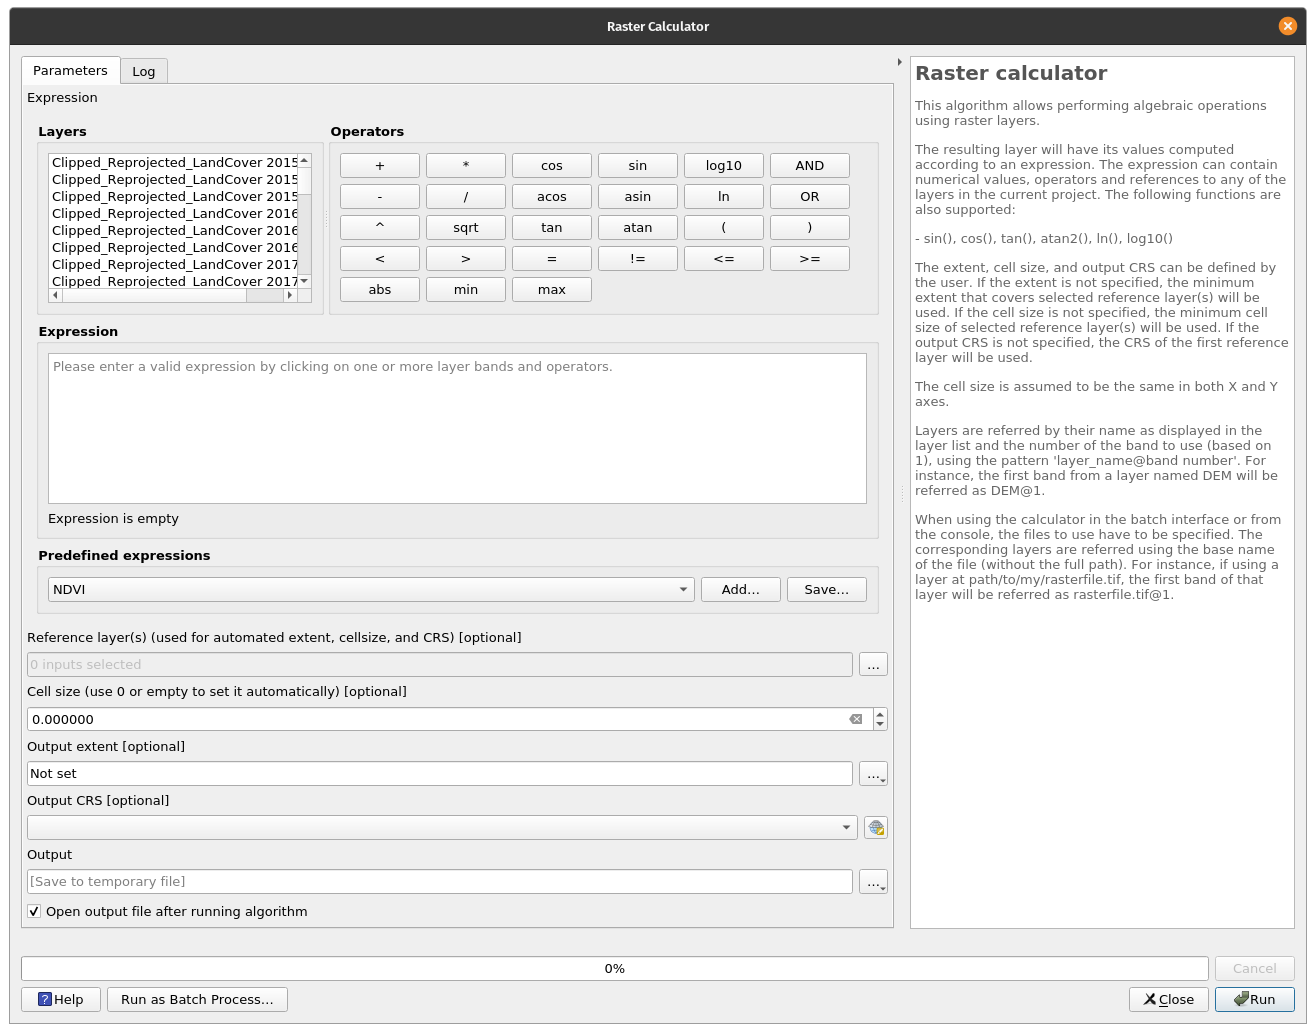 Raster Calculator
Parameters
Log
Expression
Layers
Clipped_Reprojected_LandCover 2015
Clipped_Reprojected_LandCover 2015
Clipped_Reprojected_LandCover 2015
Clipped_Reprojected_LandCover 2016
Clipped_Reprojected_LandCover 2016
Clipped_Reprojected_LandCover 2016
Clipped_Reprojected_LandCover 2017
Clipped_Reprojected_LandCover 2017
Operators
+ * cos sin log10 AND
- / acos asin ln OR
^ sqrt tan atan ( )
< > = != <= >=
abs min max
Expression
Please enter a valid expression by clicking on one or more layer bands and operators.
Expression is empty
Predefined expressions
NDVI
Add...
Save...
Reference layer(s) (used for automated extent, cellsize, and CRS) [optional]
0 inputs selected
...
Cell size (use 0 or empty to set it automatically) [optional]
0.000000
Output extent [optional]
Not set
...
Output CRS [optional]
Output
[Save to temporary file]
...
✓ Open output file after running algorithm
Raster calculator
This algorithm allows performing algebraic operations
using raster layers.
The resulting layer will have its values computed
according to an expression. The expression can contain
numerical values, operators and references to any of the
layers in the current project. The following functions are
also supported:
- sin(), cos(), tan(), atan2(), ln(), log10()
The extent, cell size, and output CRS can be defined by
the user. If the extent is not specified, the minimum
extent that covers selected reference layer(s) will be
used. If the cell size is not specified, the minimum cell
size of selected reference layer(s) will be used. If the
output CRS is not specified, the CRS of the first reference
layer will be used.
The cell size is assumed to be the same in both X and Y
axes.
Layers are referred by their name as displayed in the
layer list and the number of the band to use (based on
1), using the pattern 'layer_name@band number'. For
instance, the first band from a layer named DEM will be
referred as DEM@1.
When using the calculator in the batch interface or from
the console, the files to use have to be specified. The
corresponding layers are referred using the base name
of the file (without the full path). For instance, if using a
layer at path/to/my/rasterfile.tif, the first band of that
layer will be referred as rasterfile.tif@1.
0%
Cancel
Help
Run as Batch Process...
Close
Run